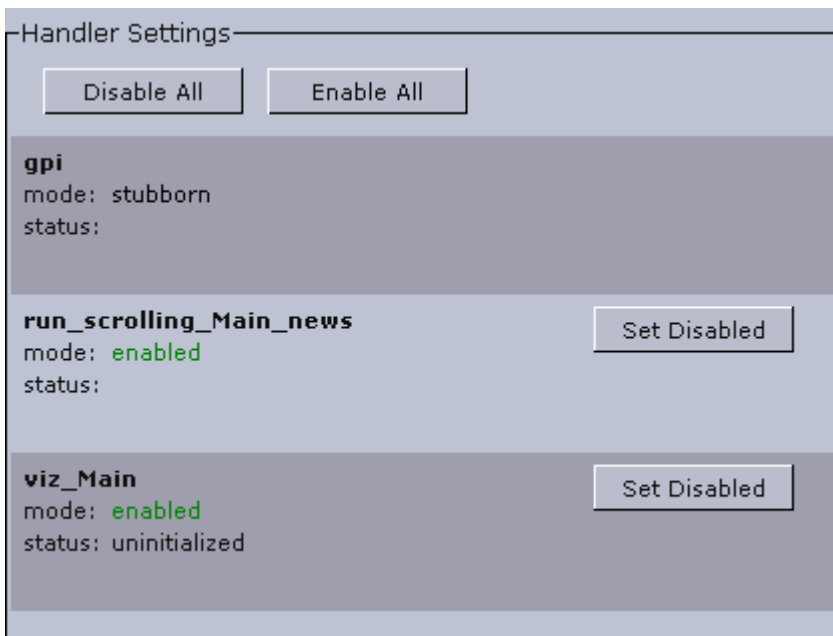 Handler Settings
Disable All Enable All
gpi
mode: stubborn
status:
run_scrolling_Main_news Set Disabled
mode: enabled
status:
viz_Main Set Disabled
mode: enabled
status: uninitialized